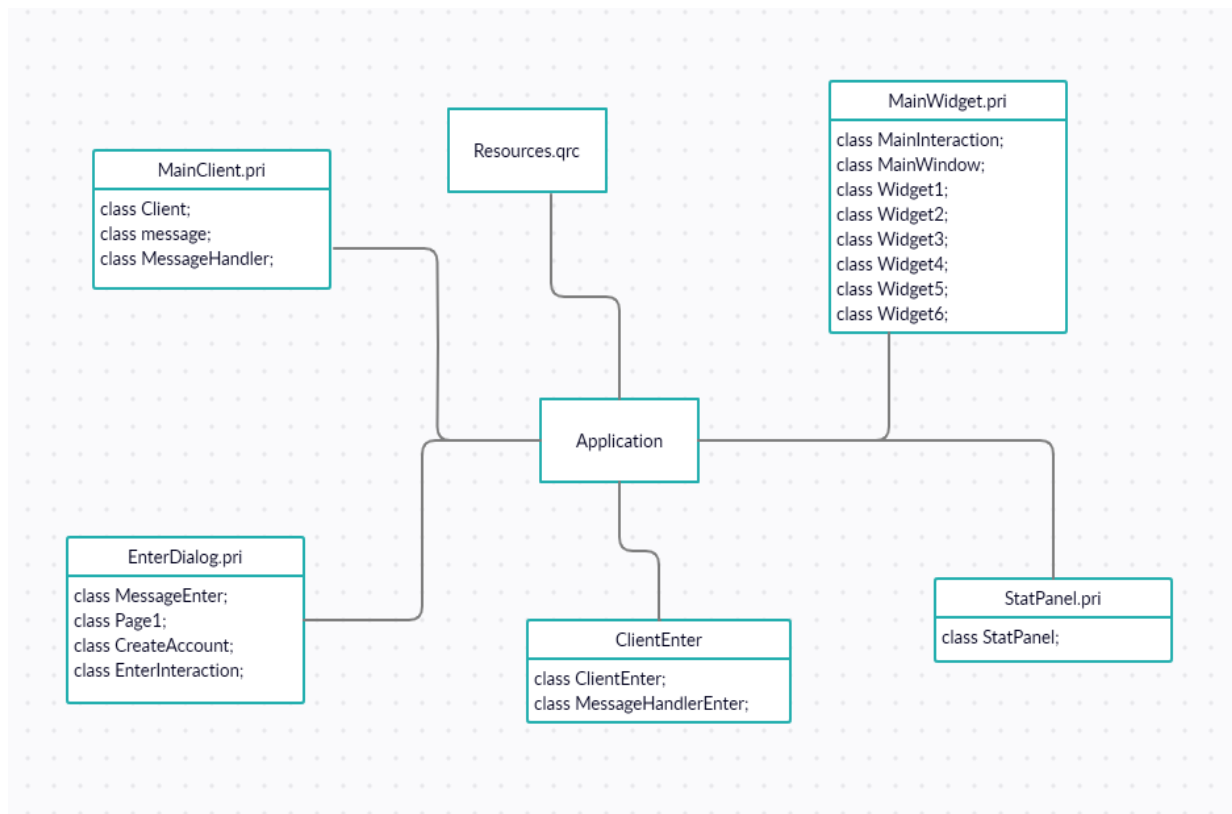 MainWidget.pri
class MainInteraction;
class MainWindow;
class Widget1;
class Widget2;
class Widget3;
class Widget4;
class Widget5;
class Widget6;
Resources.qrc
MainClient.pri
class Client;
class message;
class MessageHandler;
Application
EnterDialog.pri
class MessageEnter;
class Page1;
class CreateAccount;
class EnterInteraction;
ClientEnter
class ClientEnter;
class MessageHandlerEnter;
StatPanel.pri
class StatPanel;